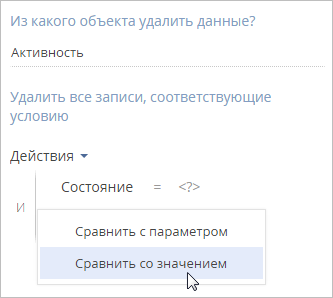 Из какого объекта удалить данные?
Активность
Удалить все записи, соответствующие
условию
Действия
Состояние = <?>
И
Сравнить с параметром
Сравнить со значением